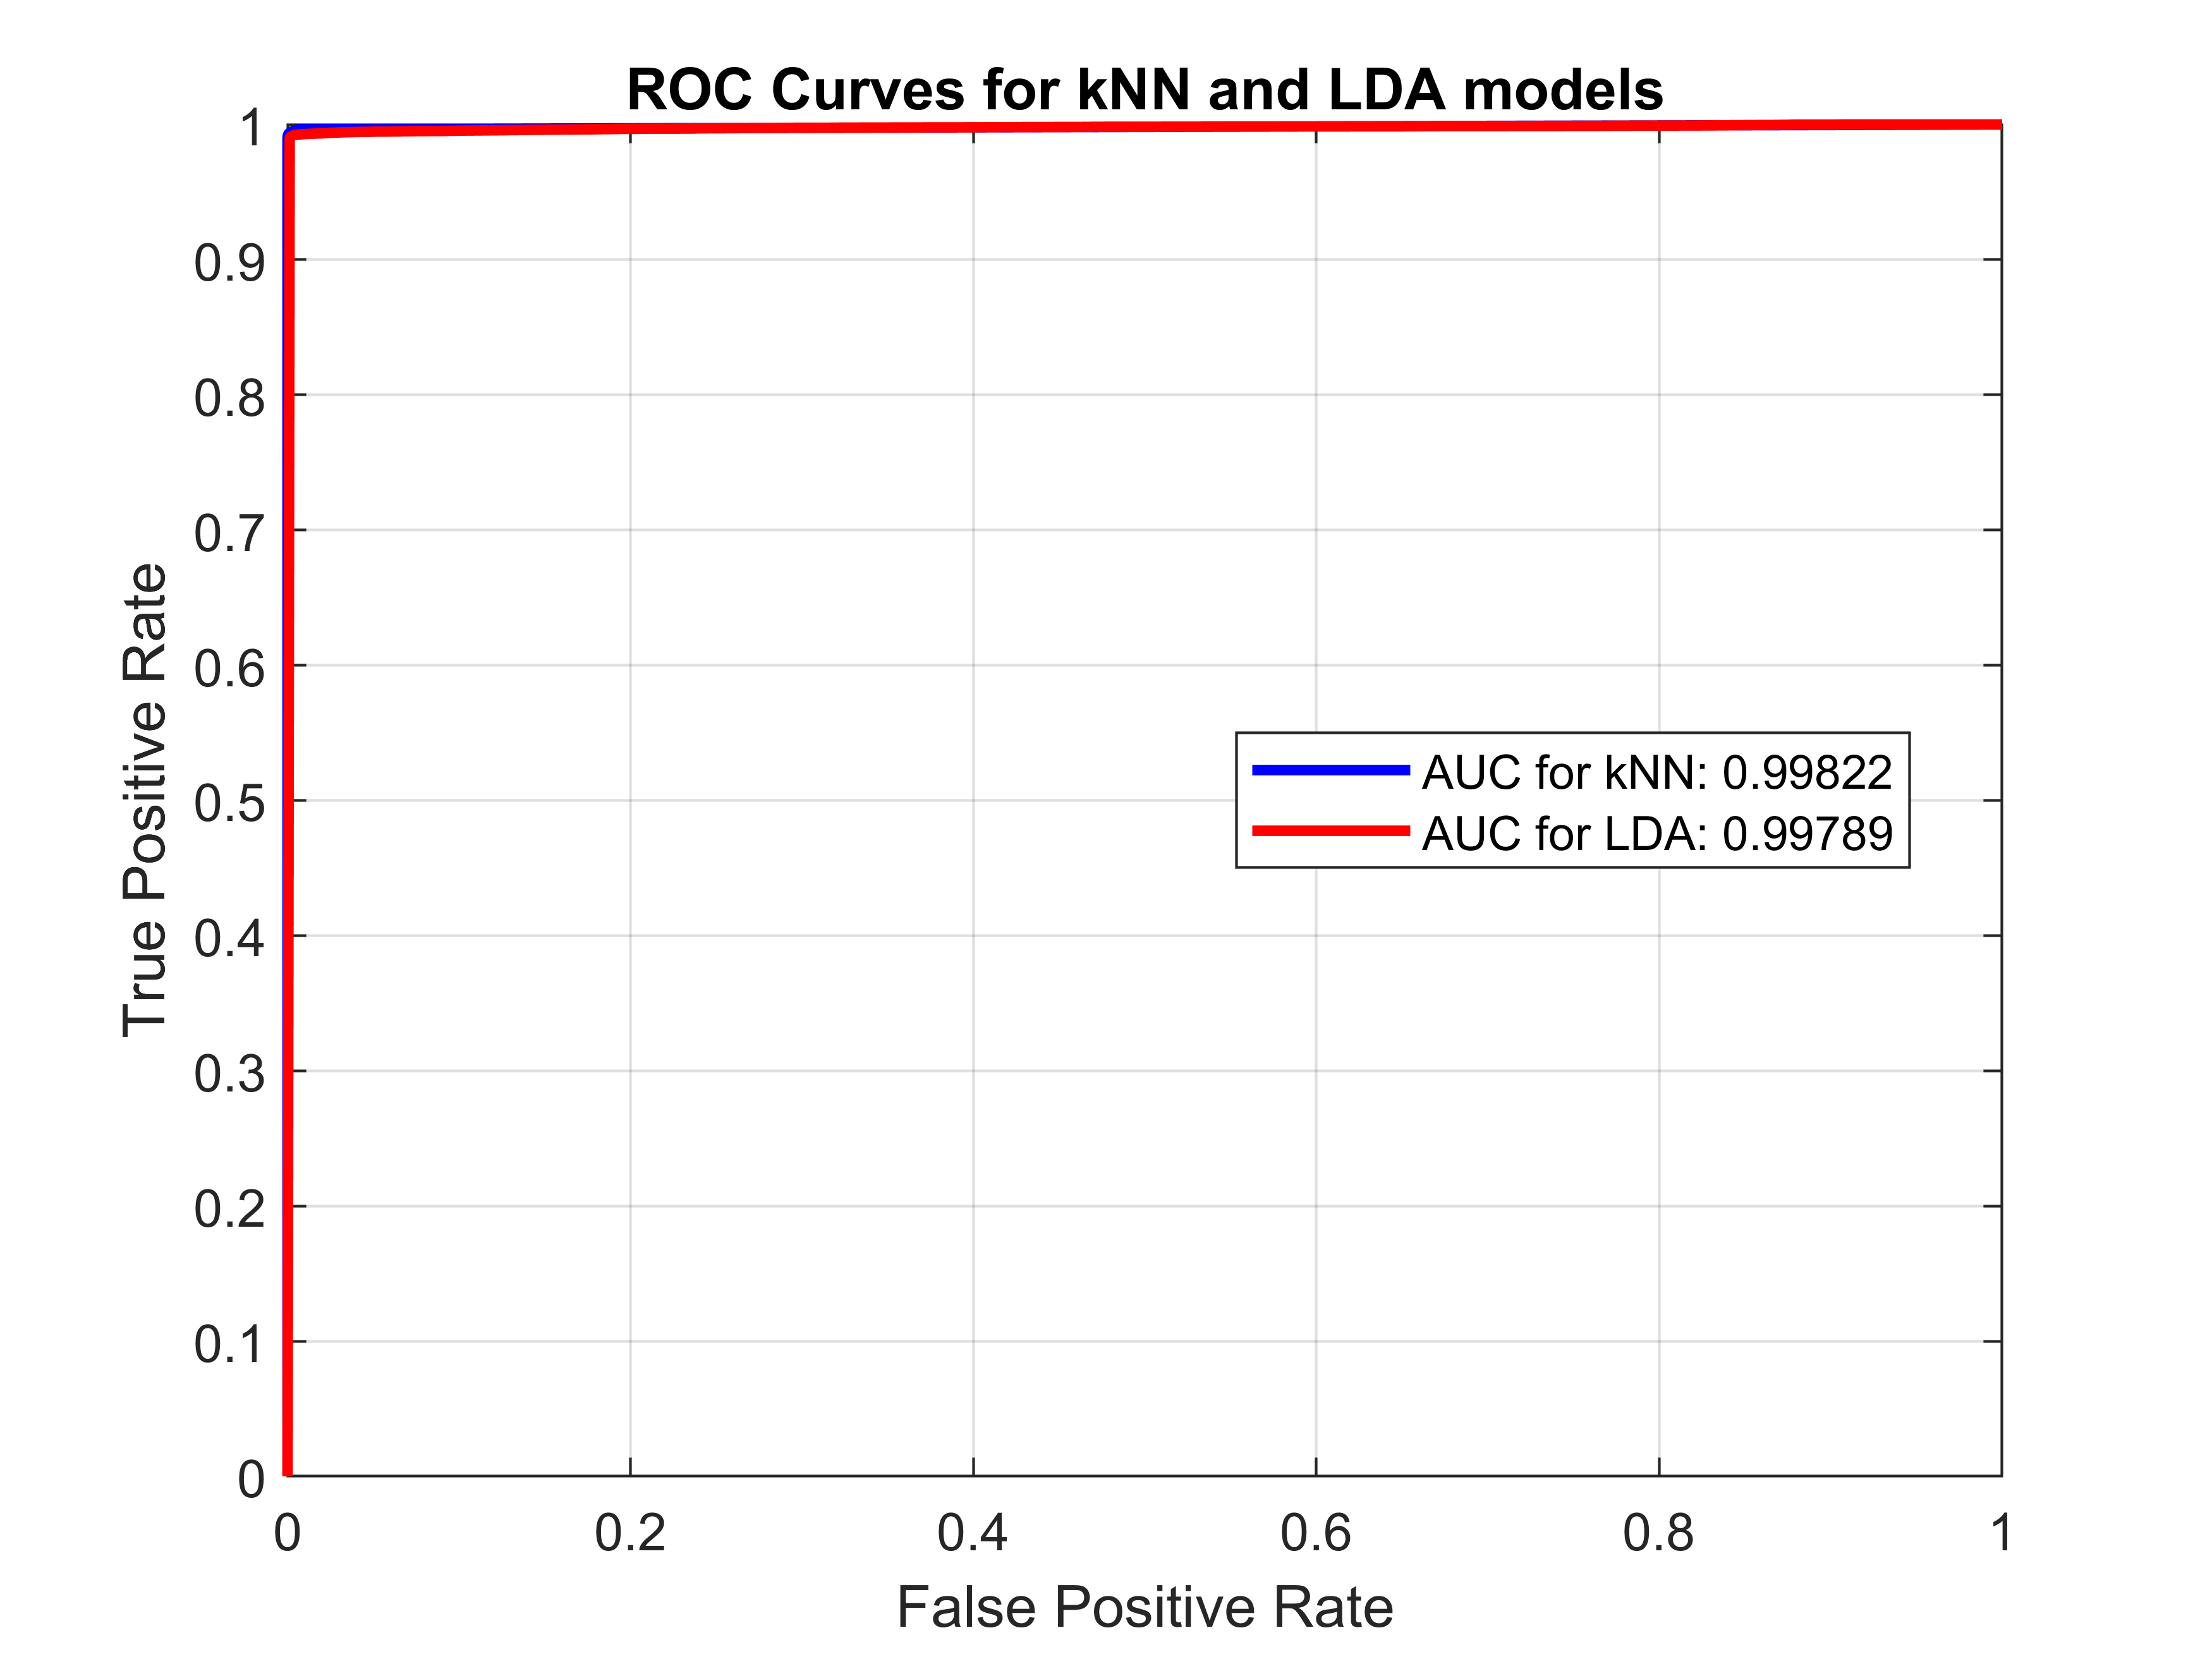 ROC Curves for kNN and LDA models
1
0.9
0.8
0.7
0.6
0.5
0.4
0.3
0.2
0.1
0
True Positive Rate
AUC for kNN: 0.99822
AUC for LDA: 0.99789
0 0.2 0.4 0.6 0.8 1
False Positive Rate